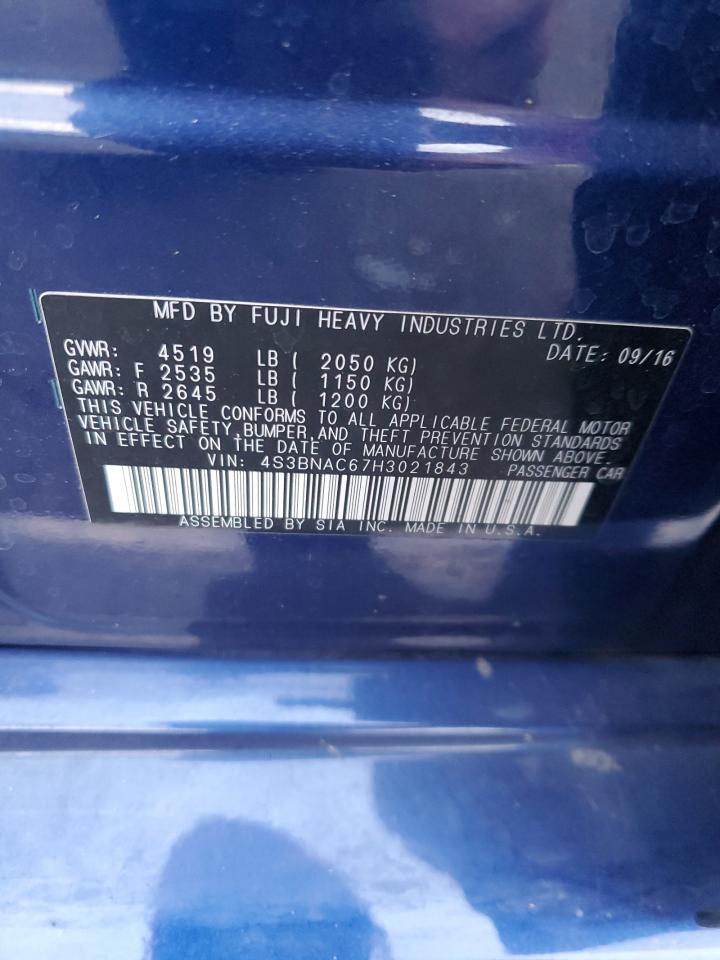 MFD BY FUJI HEAVY INDUSTRIES LTD.
DATE: 09/16
GVWR: 4519 LB ( 2050 KG)
GAWR: F 2535 LB ( 1150 KG)
GAWR: R 2645 LB ( 1200 KG)
THIS VEHICLE CONFORMS TO ALL APPLICABLE FEDERAL MOTOR
VEHICLE SAFETY, BUMPER, AND THEFT PREVENTION STANDARDS
IN EFFECT ON THE DATE OF MANUFACTURE SHOWN ABOVE.
VIN: 4S3BNAC67H3021843 PASSENGER CAR
ASSEMBLED BY SIA INC. MADE IN U.S.A.